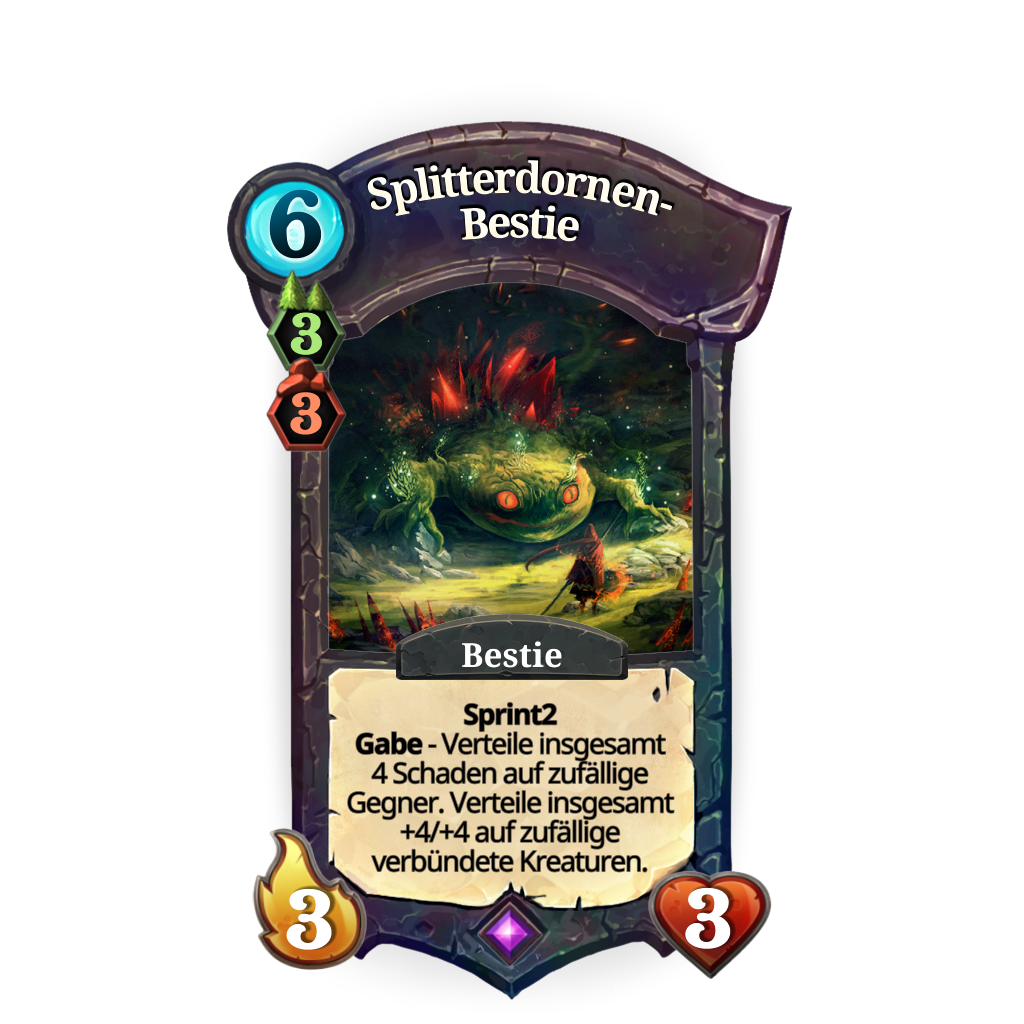 Splitterdornen-
Bestie
6
3
3
Bestie
Sprint2
Gabe - Verteile insgesamt
4 Schaden auf zufällige
Gegner. Verteile insgesamt
+4/+4 auf zufällige
verbündete Kreaturen.
3
3